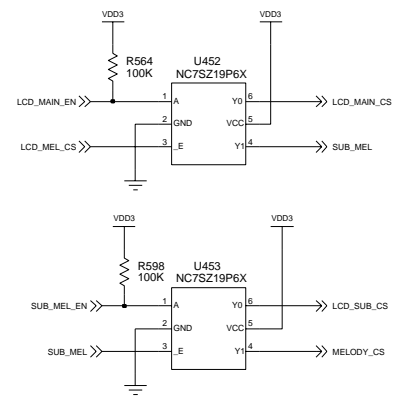 VDD3 VDD3
R564 U452
100K NC7SZ19P6X
LCD_MAIN_EN 1 A Y0 6 LCD_MAIN_CS
2 GND VCC 5
LCD_MEL_CS 3 _E Y1 4 SUB_MEL
VDD3 VDD3
R598 U453
100K NC7SZ19P6X
SUB_MEL_EN 1 A Y0 6 LCD_SUB_CS
2 GND VCC 5
SUB_MEL 3 _E Y1 4 MELODY_CS